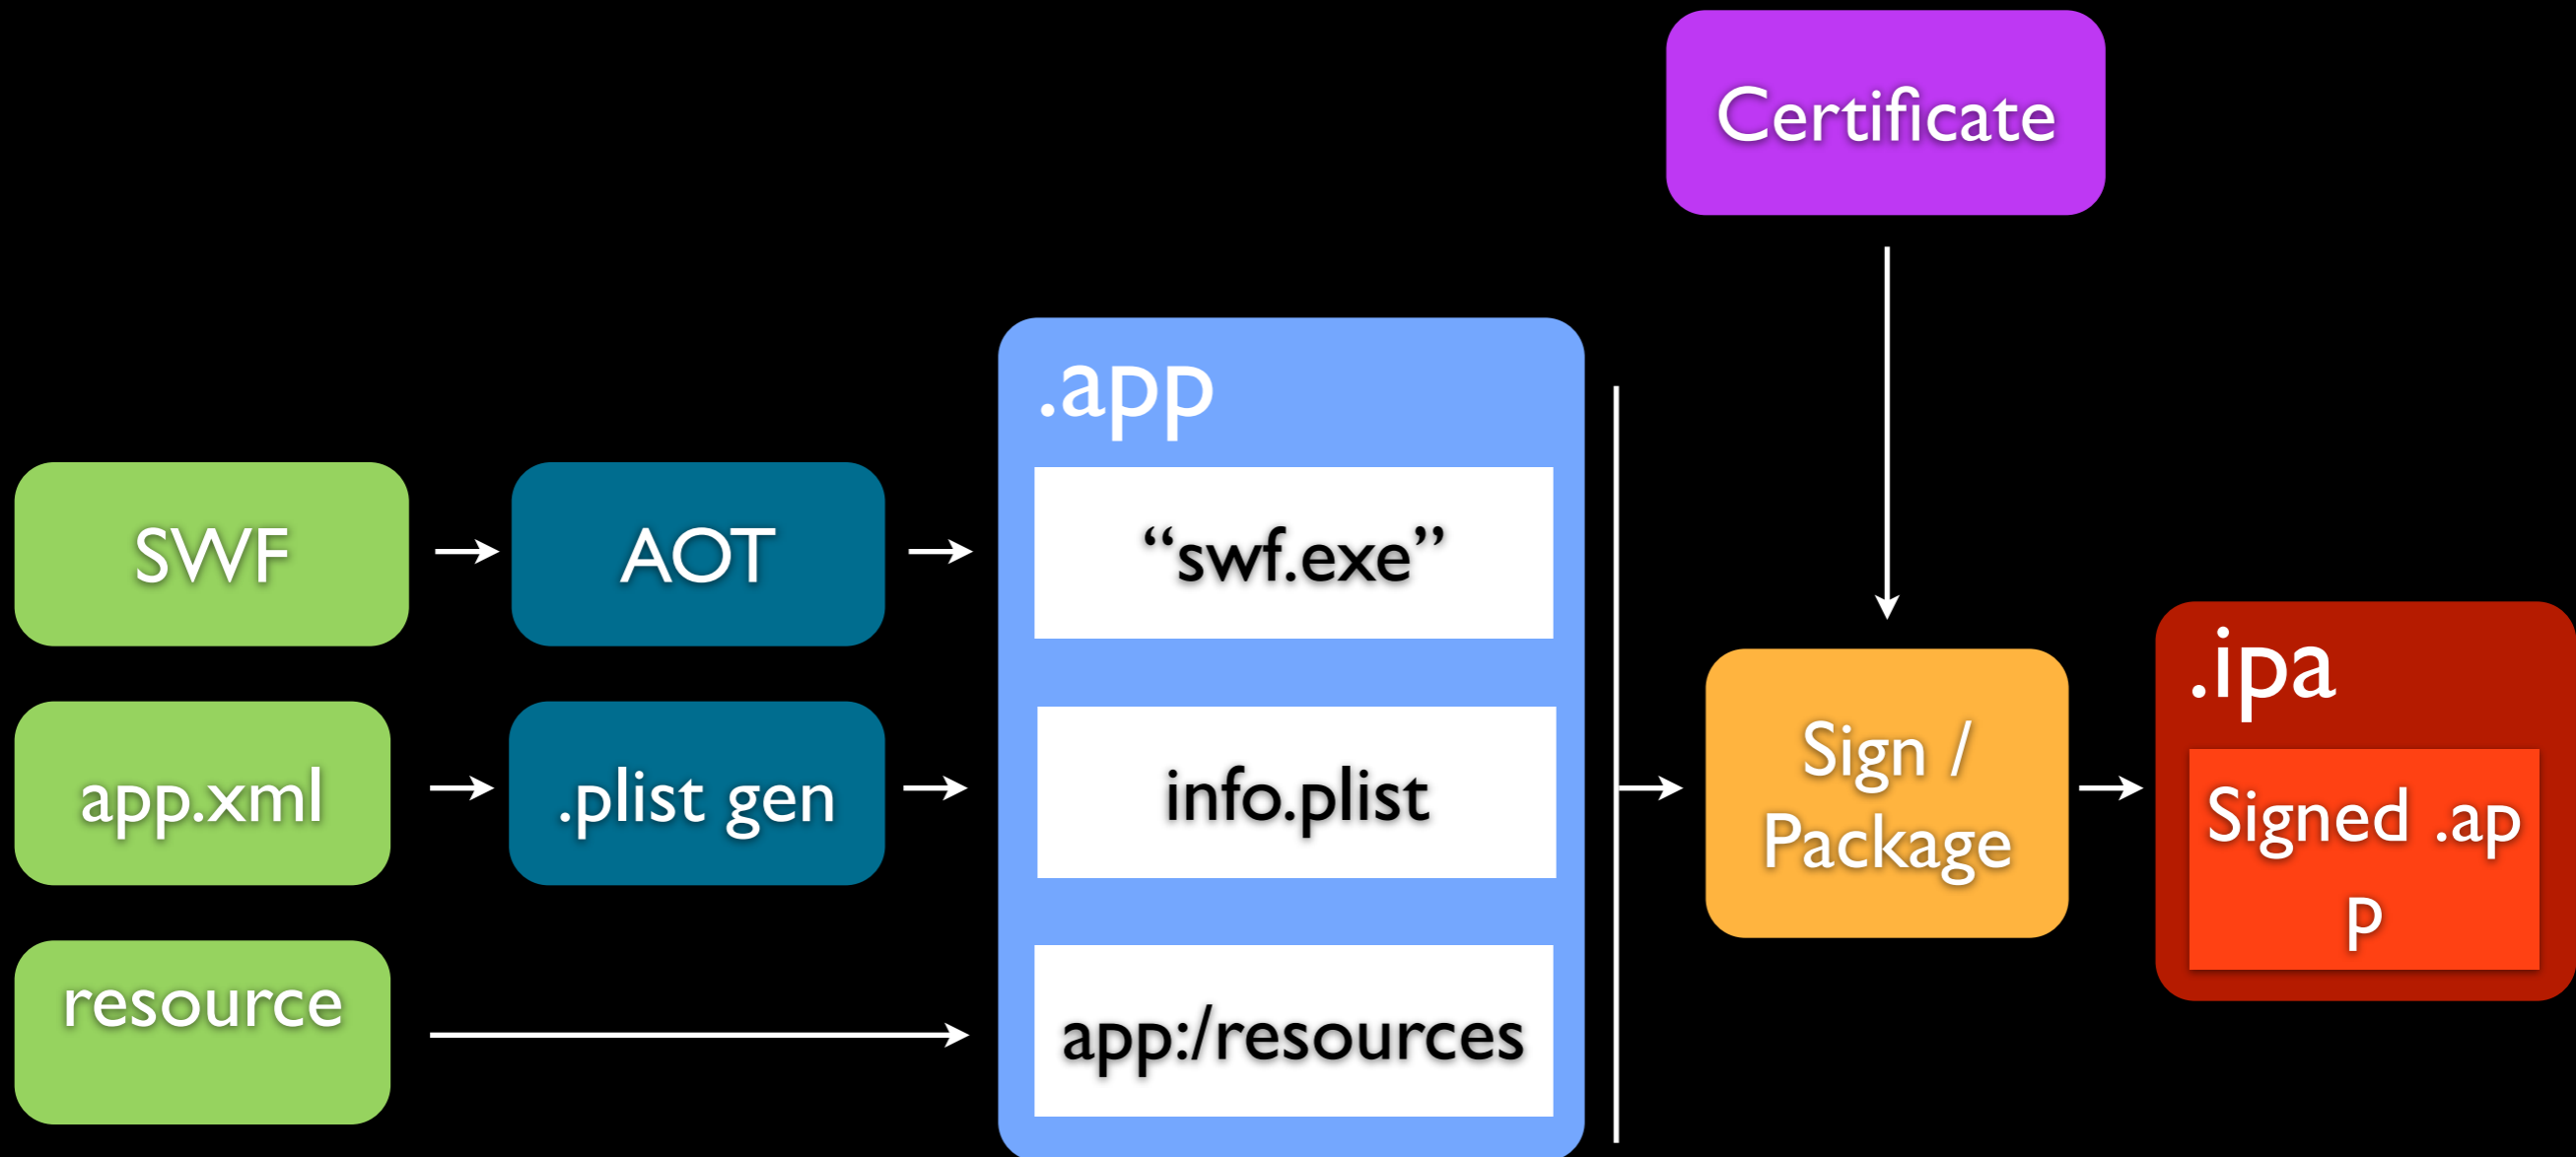 Certificate
.app
SWF
AOT
“swf.exe”
app.xml
.plist gen
info.plist
resource
app:/resources
Sign /
Package
.ipa
Signed .ap
p